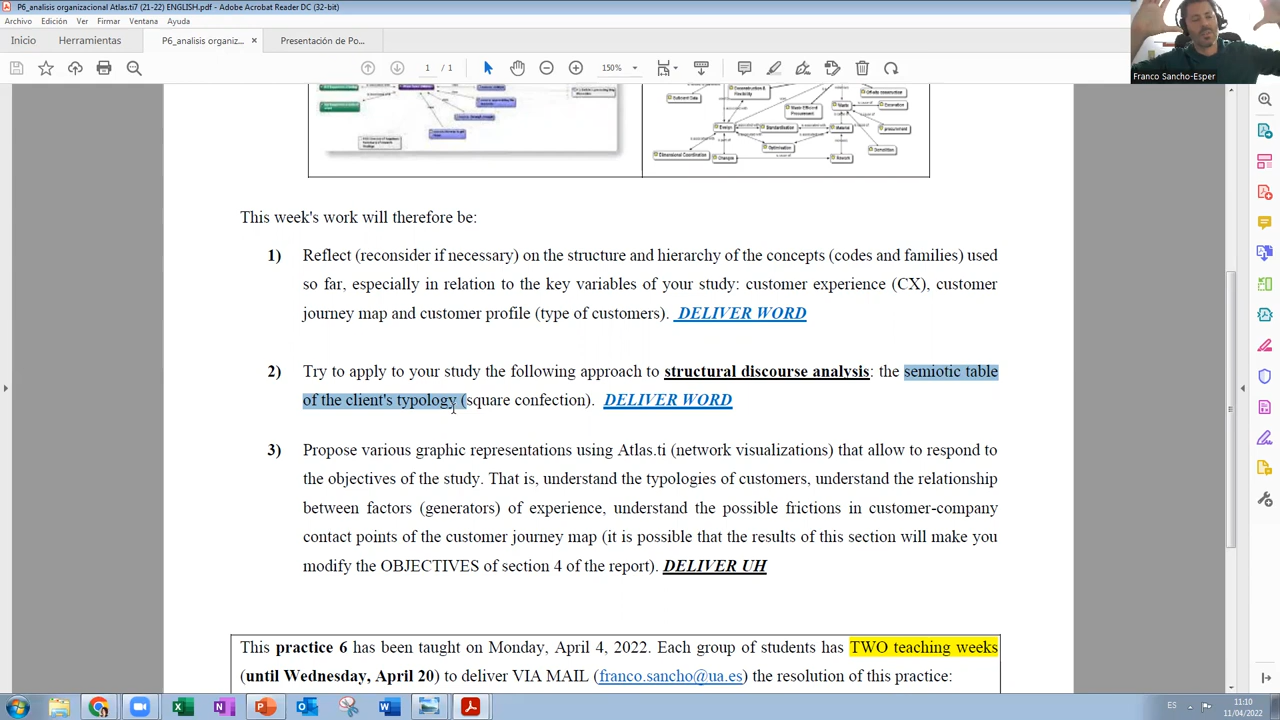 P6_analisis organizacional Atlas.ti7 (21-22) ENGLISH.pdf - Adobe Acrobat Reader DC (32-bit)
Archivo Edición Ver Firmar Ventana Ayuda
Inicio Herramientas P6_analisis organiz... × Presentación de Po...
1 150%
Franco Sancho-Esper
Design
Standardisation
Material
procurement
Optimisation
Demolition
Dimensional Coordination
Changes
Rework
This week's work will therefore be:
1) Reflect (reconsider if necessary) on the structure and hierarchy of the concepts (codes and families) used
so far, especially in relation to the key variables of your study: customer experience (CX), customer
journey map and customer profile (type of customers). DELIVER WORD
2) Try to apply to your study the following approach to structural discourse analysis: the semiotic table
of the client's typology (square confection). DELIVER WORD
3) Propose various graphic representations using Atlas.ti (network visualizations) that allow to respond to
the objectives of the study. That is, understand the typologies of customers, understand the relationship
between factors (generators) of experience, understand the possible frictions in customer-company
contact points of the customer journey map (it is possible that the results of this section will make you
modify the OBJECTIVES of section 4 of the report). DELIVER UH
This practice 6 has been taught on Monday, April 4, 2022. Each group of students has TWO teaching weeks
(until Wednesday, April 20) to deliver VIA MAIL (franco.sancho@ua.es) the resolution of this practice:
ES
11:10
11/04/2022